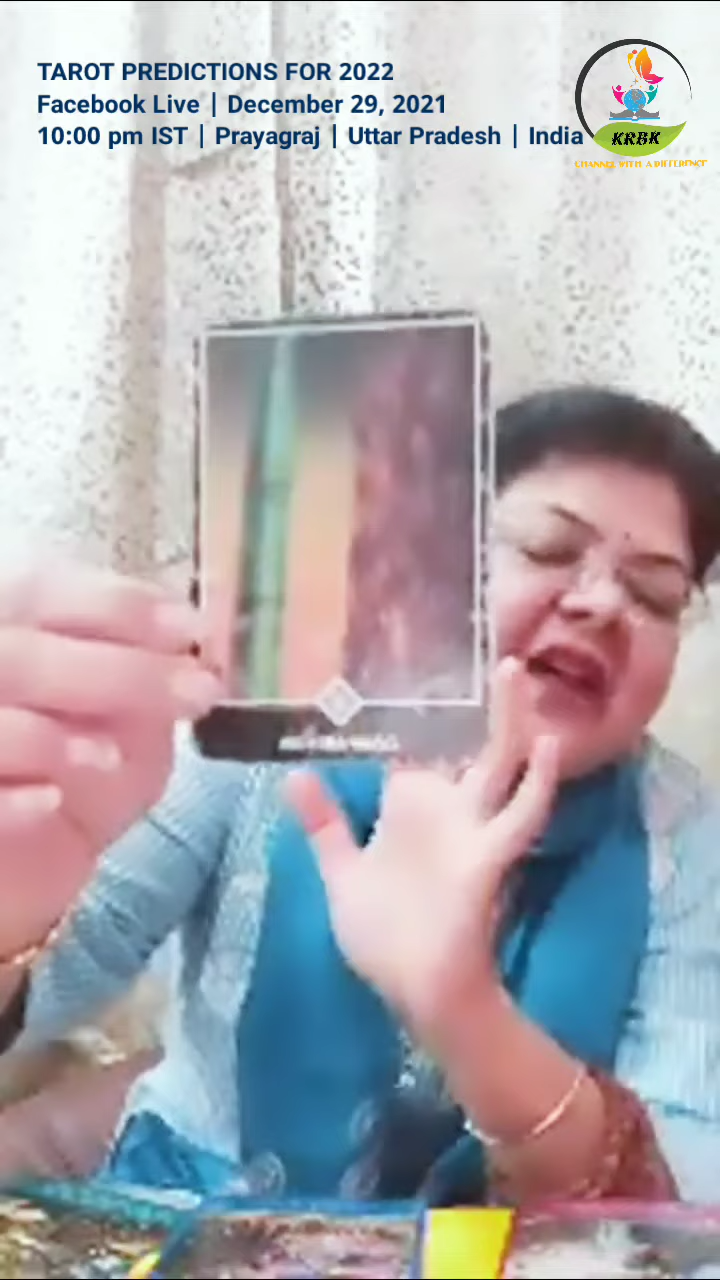 TAROT PREDICTIONS FOR 2022
Facebook Live | December 29, 2021
10:00 pm IST | Prayagraj | Uttar Pradesh | India
KRBK
CHANNEL WITH A DIFFERENCE